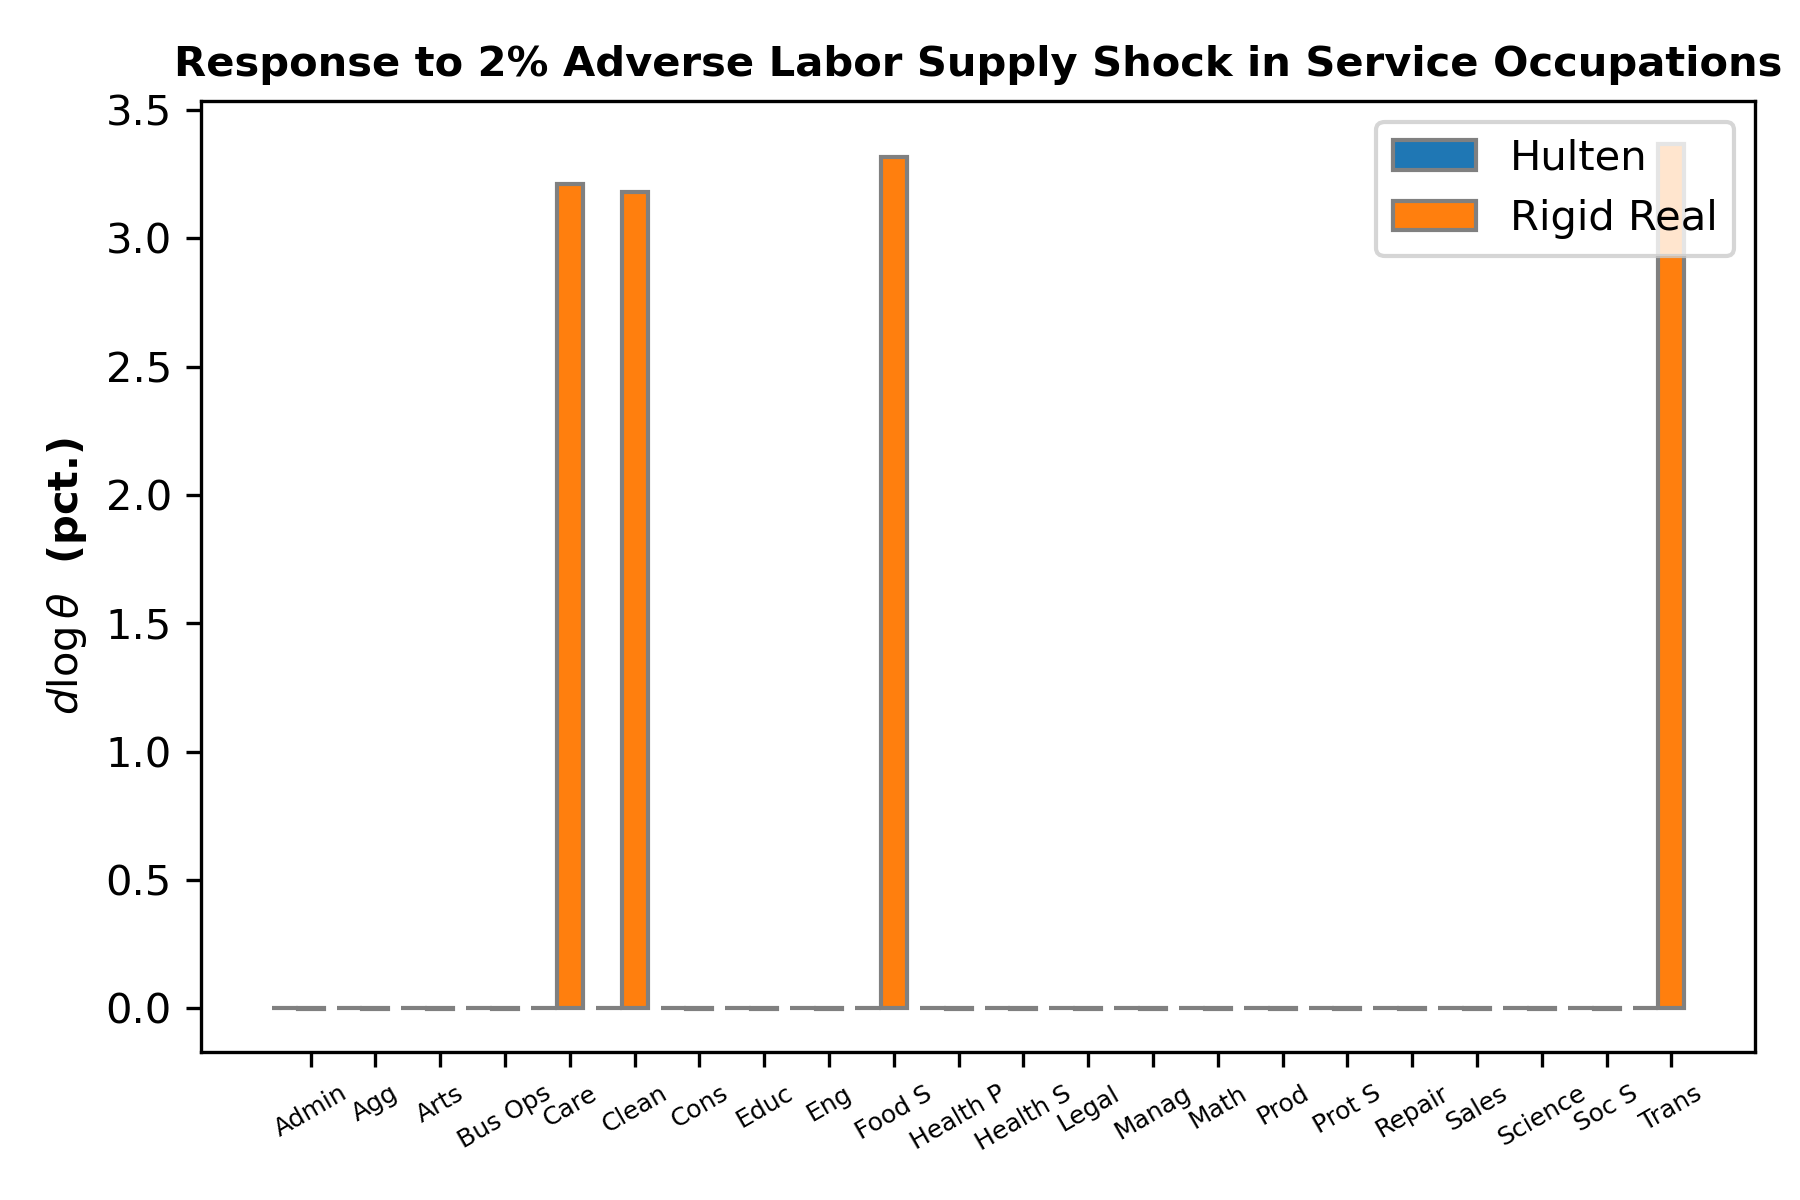 Response to 2% Adverse Labor Supply Shock in Service Occupations
3.5
3.0
2.5
2.0
1.5
1.0
0.5
0.0
d log θ (pct.)
Hulten
Rigid Real
Admin
Agg
Arts
Bus Ops
Care
Clean
Cons
Educ
Eng
Food S
Health P
Health S
Legal
Manag
Math
Prod
Prot S
Repair
Sales
Science
Soc S
Trans